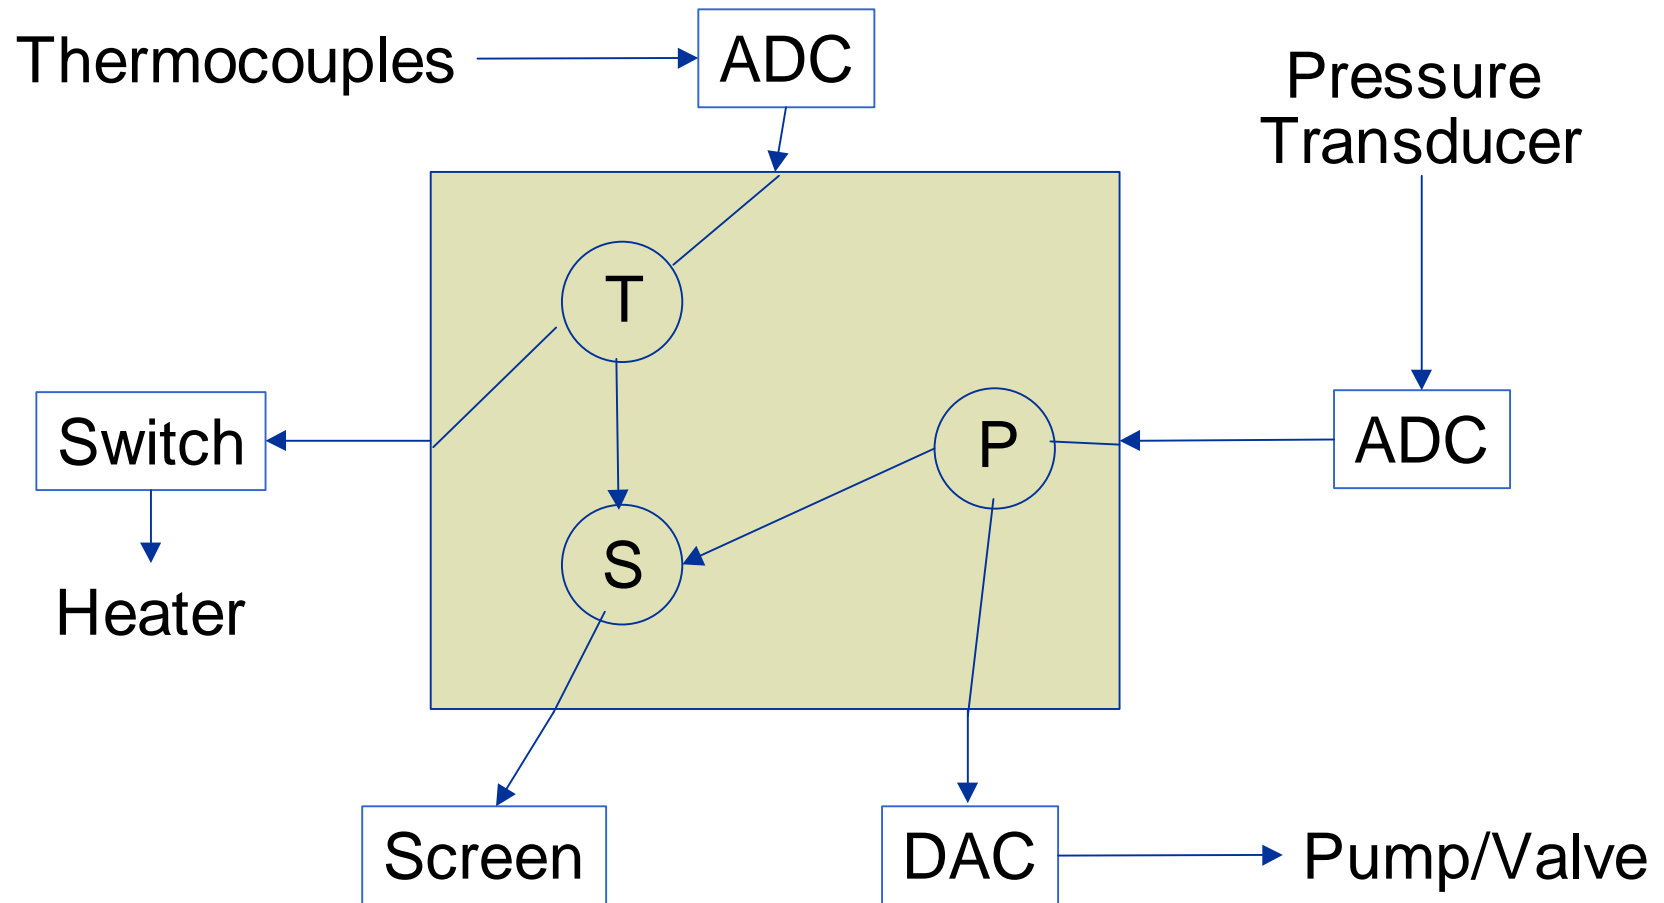 Thermocouples
ADC
Pressure
Transducer
T
Switch
P
ADC
S
Heater
Screen
DAC
Pump/Valve